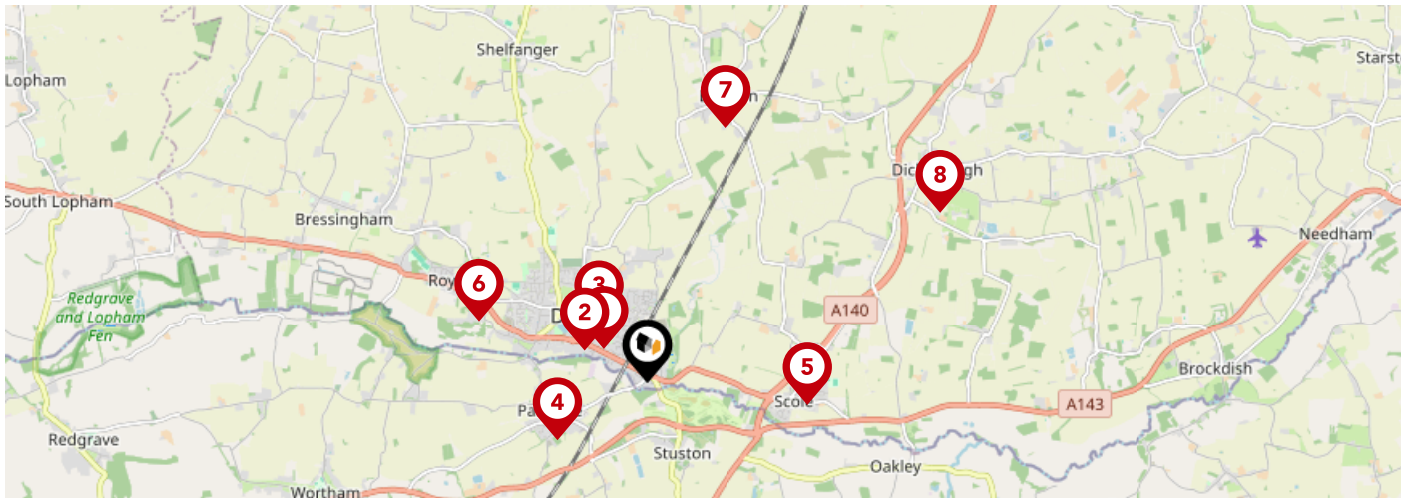 Shelfanger
Starst
Lopham
7
8
South Lopham
Bressingham
Needham
Roy
6
3
Redgrave
and Lopham
Fen
2
A140
5
Brockdish
4
Scole
A143
Redgrave
Stuston
Oakley
Wortham